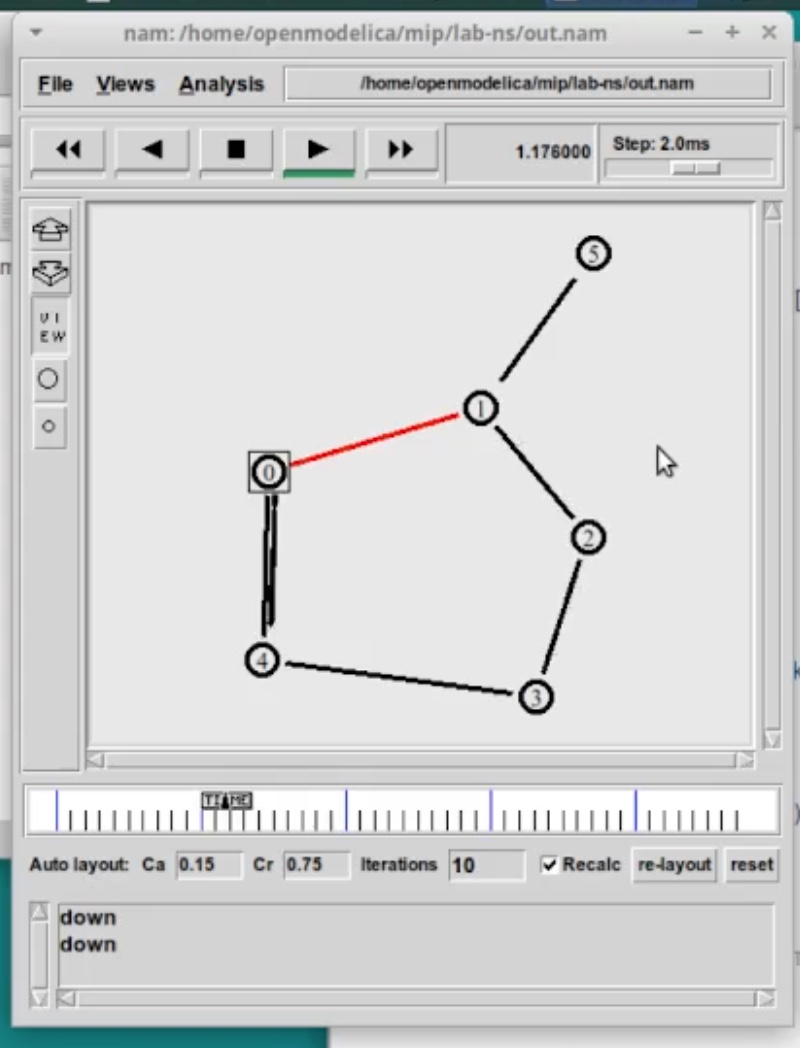 nam: /home/openmodelica/mip/lab-ns/out.nam
File Views Analysis /home/openmodelica/mip/lab-ns/out.nam
1.176000 Step: 2.0ms
VI
EW
5
1
0
2
4
3
TIME
Auto layout: Ca 0.15 Cr 0.75 Iterations 10 Recalc re-layout reset
down
down